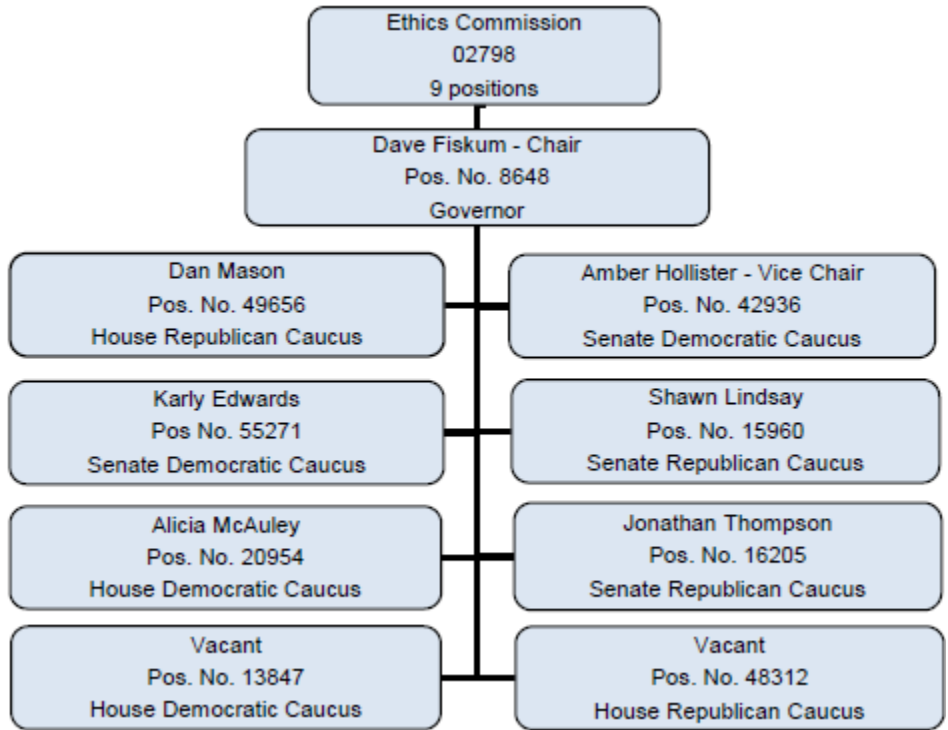 Ethics Commission
02798
9 positions
Dave Fiskum - Chair
Pos. No. 8648
Governor
Dan Mason
Pos. No. 49656
House Republican Caucus
Amber Hollister - Vice Chair
Pos. No. 42936
Senate Democratic Caucus
Karly Edwards
Pos No. 55271
Senate Democratic Caucus
Shawn Lindsay
Pos. No. 15960
Senate Republican Caucus
Alicia McAuley
Pos. No. 20954
House Democratic Caucus
Jonathan Thompson
Pos. No. 16205
Senate Republican Caucus
Vacant
Pos. No. 13847
House Democratic Caucus
Vacant
Pos. No. 48312
House Republican Caucus